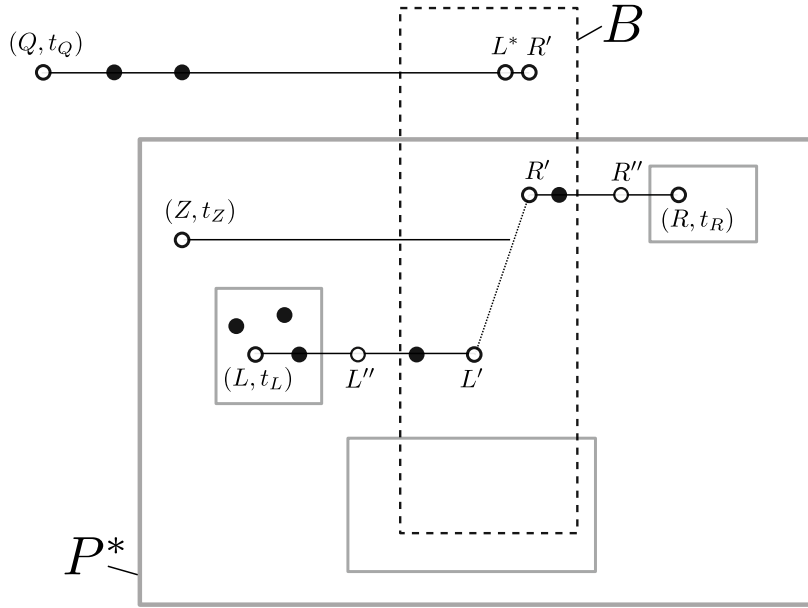 B
(Q, t_Q)
L* R′
R′
R″
(Z, t_Z)
(R, t_R)
(L, t_L)
L″
L′
P*